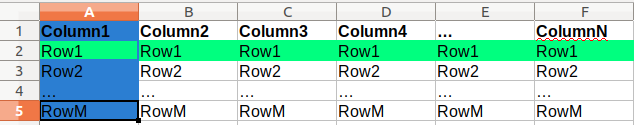 A B C D E F
1 Column1 Column2 Column3 Column4 ... ColumnN
2 Row1 Row1 Row1 Row1 Row1 Row1
3 Row2 Row2 Row2 Row2 Row2 Row2
4 ... ... ... ... ... ...
5 RowM RowM RowM RowM RowM RowM